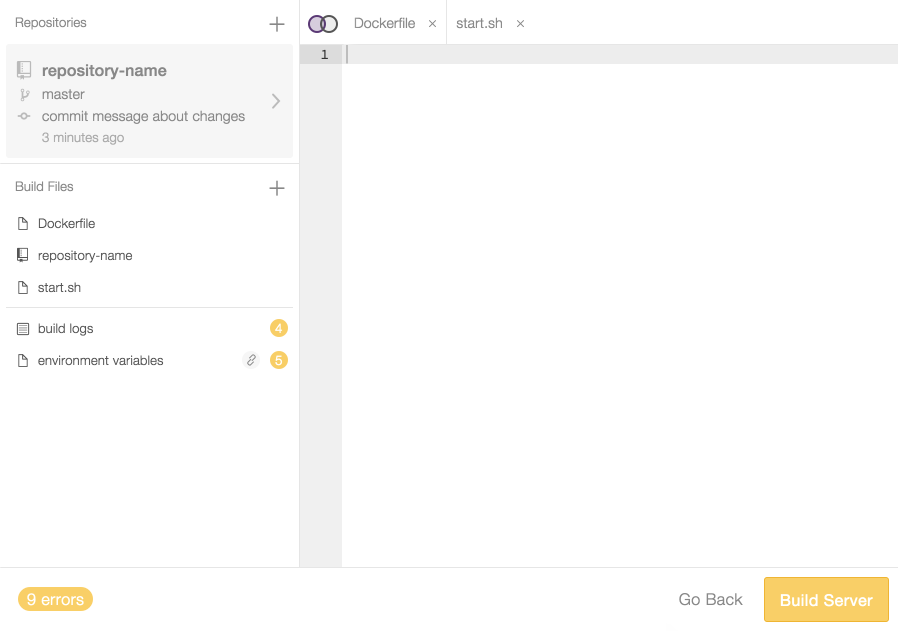 Repositories
repository-name
master
commit message about changes
3 minutes ago
Build Files
Dockerfile
repository-name
start.sh
build logs 4
environment variables 5
Dockerfile × start.sh ×
1
9 errors
Go Back Build Server